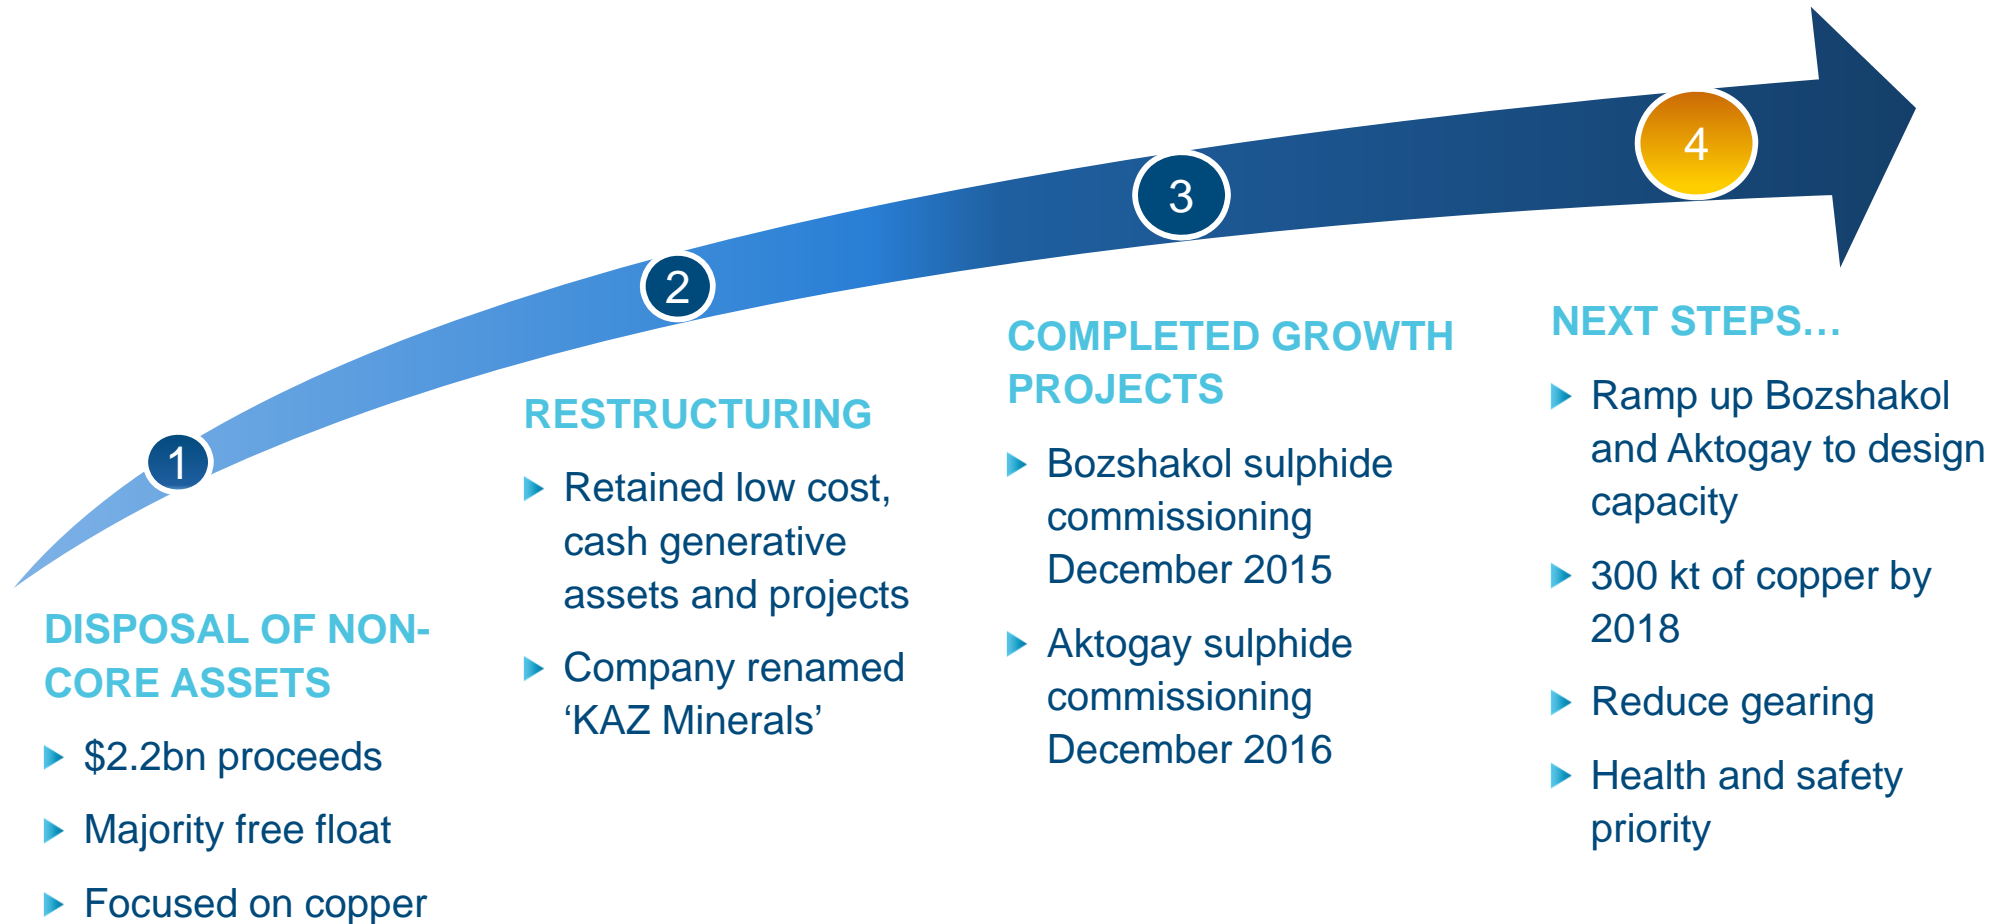 1
DISPOSAL OF NON-
CORE ASSETS
$2.2bn proceeds
Majority free float
Focused on copper
2
RESTRUCTURING
Retained low cost,
cash generative
assets and projects
Company renamed
‘KAZ Minerals’
3
COMPLETED GROWTH
PROJECTS
Bozshakol sulphide
commissioning
December 2015
Aktogay sulphide
commissioning
December 2016
4
NEXT STEPS…
Ramp up Bozshakol
and Aktogay to design
capacity
300 kt of copper by
2018
Reduce gearing
Health and safety
priority